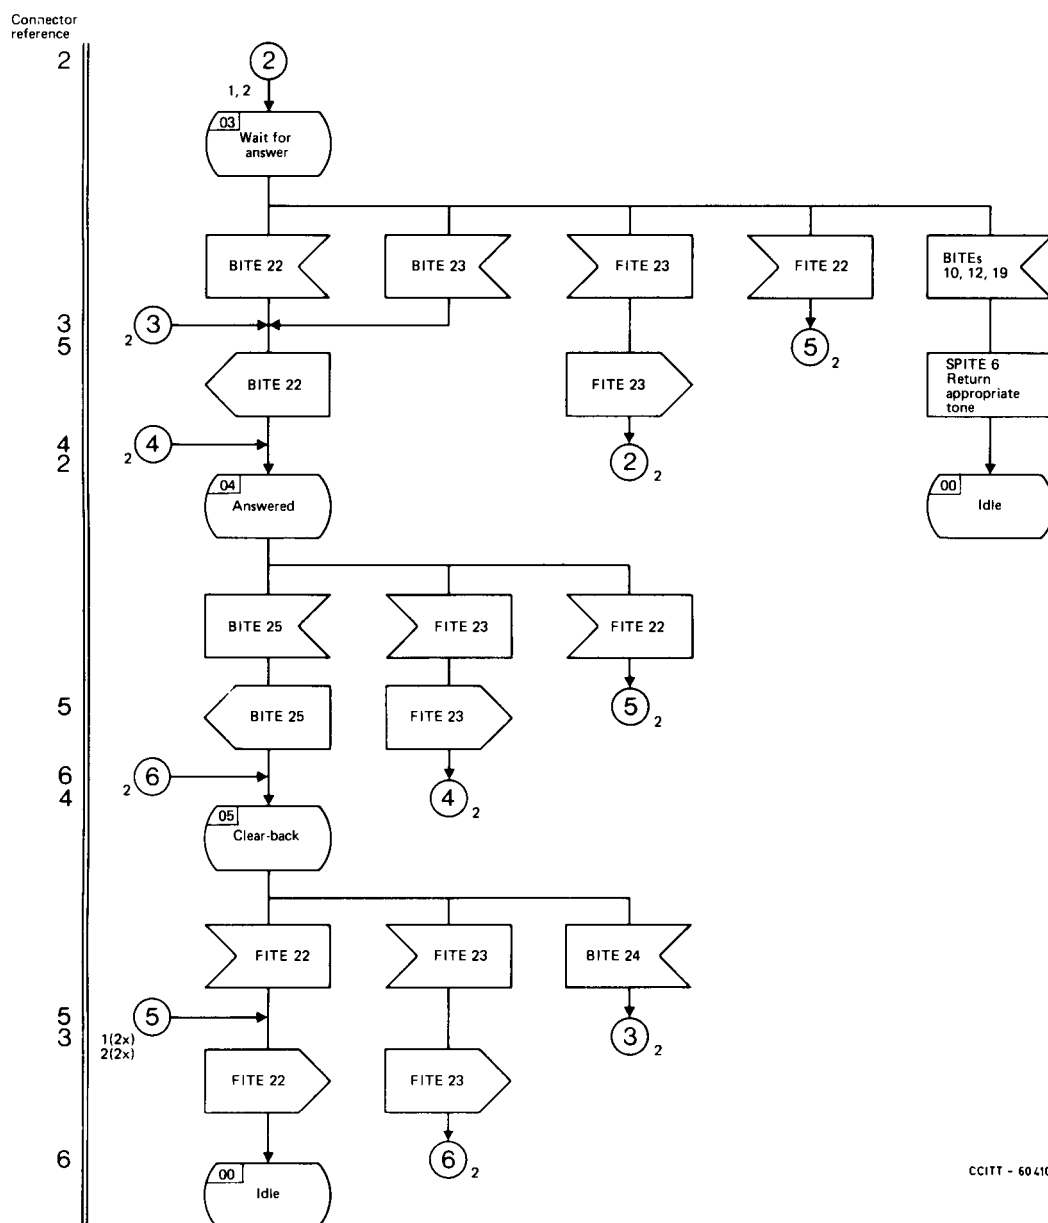 Connector
reference
2
2
1, 2
03
Wait for
answer
BITE 22
BITE 23
FITE 23
FITE 22
BITEs
10, 12, 19
3
2
3
5
5
2
BITE 22
FITE 23
SPITE 6
Return
appropriate
tone
4
2
4
2
2
2
04
Answered
00
Idle
BITE 25
FITE 23
FITE 22
5
BITE 25
FITE 23
5
2
6
2
6
4
4
2
05
Clear-back
FITE 22
FITE 23
BITE 24
5
5
3
1(2x)
2(2x)
3
2
FITE 22
FITE 23
6
6
2
00
Idle
CCITT - 60410